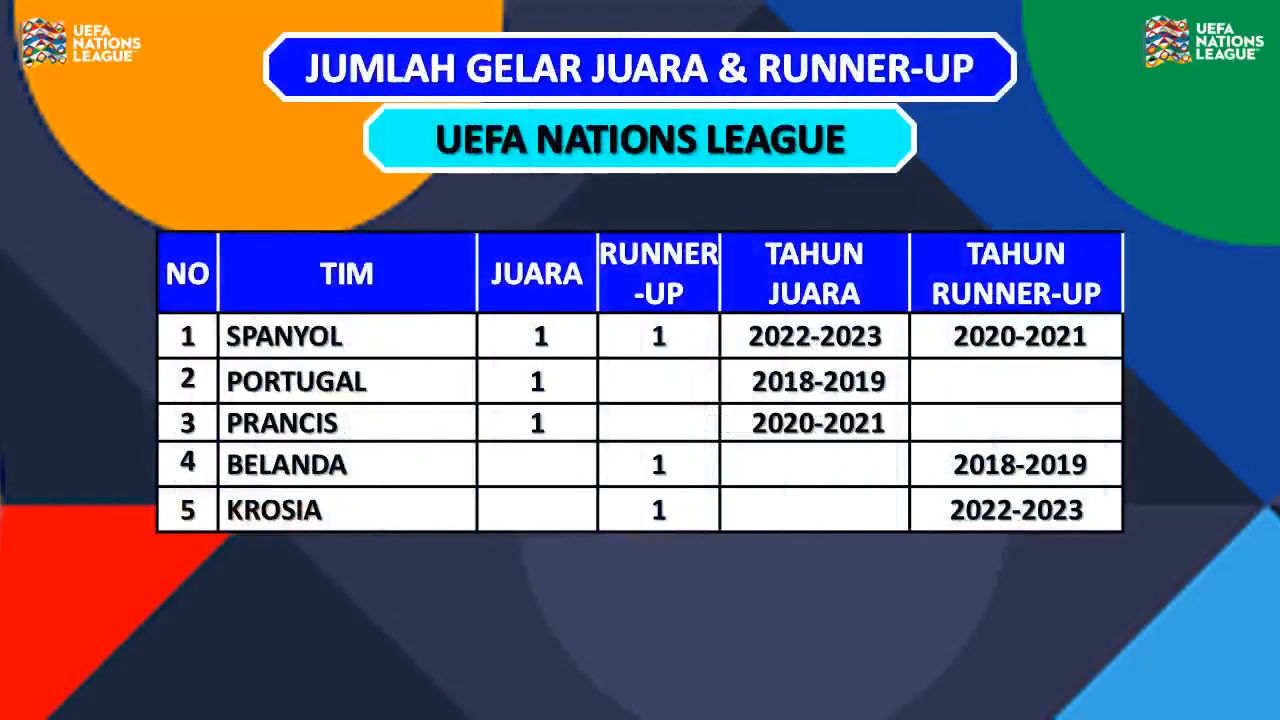 UEFA
NATIONS
LEAGUE
UEFA
NATIONS
LEAGUE
JUMLAH GELAR JUARA & RUNNER-UP
UEFA NATIONS LEAGUE
NO TIM JUARA RUNNER-UP TAHUN JUARA TAHUN RUNNER-UP
1 SPANYOL 1 1 2022-2023 2020-2021
2 PORTUGAL 1 2018-2019
3 PRANCIS 1 2020-2021
4 BELANDA 1 2018-2019
5 KROSIA 1 2022-2023